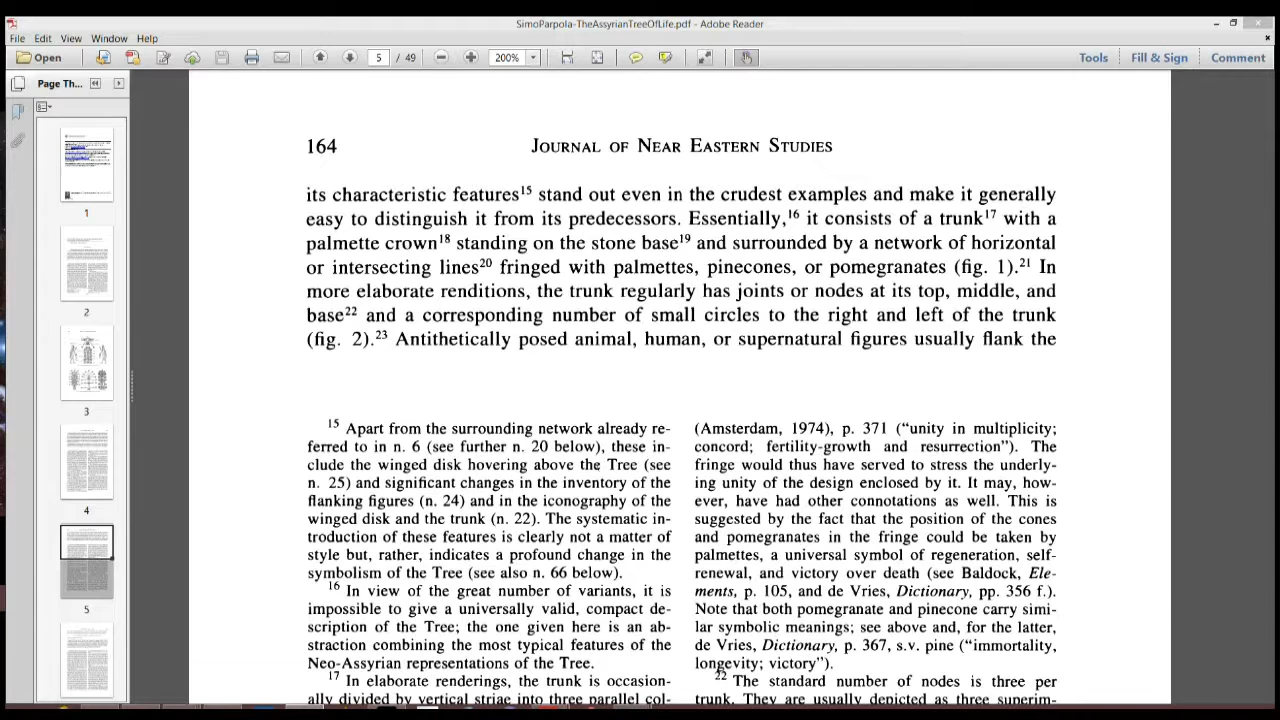 SimoParpola-TheAssyrianTreeOfLife.pdf - Adobe Reader
File Edit View Window Help
Open 5 / 49 200% Tools Fill & Sign Comment
Page Th...
1
2
3
4
5
164 JOURNAL OF NEAR EASTERN STUDIES
its characteristic features15 stand out even in the crudest examples and make it generally
easy to distinguish it from its predecessors. Essentially,16 it consists of a trunk17 with a
palmette crown18 standing on the stone base19 and surrounded by a network of horizontal
or intersecting lines20 fringed with palmettes, pinecones, or pomegranates (fig. 1).21 In
more elaborate renditions, the trunk regularly has joints or nodes at its top, middle, and
base22 and a corresponding number of small circles to the right and left of the trunk
(fig. 2).23 Antithetically posed animal, human, or supernatural figures usually flank the
15 Apart from the surrounding network already re-
ferred to in n. 6 (see further n. 20 below), these in-
clude the winged disk hovering above the Tree (see
n. 25) and significant changes in the inventory of the
flanking figures (n. 24) and in the iconography of the
winged disk and the trunk (n. 22). The systematic in-
troduction of these features is clearly not a matter of
style but, rather, indicates a profound change in the
symbolism of the Tree (see also n. 66 below).
16 In view of the great number of variants, it is
impossible to give a universally valid, compact de-
scription of the Tree; the one given here is an ab-
straction combining the most typical features of the
Neo-Assyrian representations of the Tree.
17 In elaborate renderings, the trunk is occasion-
ally divided by vertical strips into three parallel col-
(Amsterdam, 1974), p. 371 (“unity in multiplicity;
concord; fertility-growth and resurrection”). The
fringe would thus have served to stress the underly-
ing unity of the design enclosed by it. It may, how-
ever, have had other connotations as well. This is
suggested by the fact that the position of the cones
and pomegranates in the fringe could be taken by
palmettes, a universal symbol of regeneration, self-
renewal, and victory over death (see Baldock, Ele-
ments, p. 105, and de Vries, Dictionary, pp. 356 f.).
Note that both pomegranate and pinecone carry simi-
lar symbolic meanings; see above and, for the latter,
de Vries, Dictionary, p. 367, s.v. pine (“immortality,
longevity; victory”).
22 The standard number of nodes is three per
trunk. They are usually depicted as three superim-